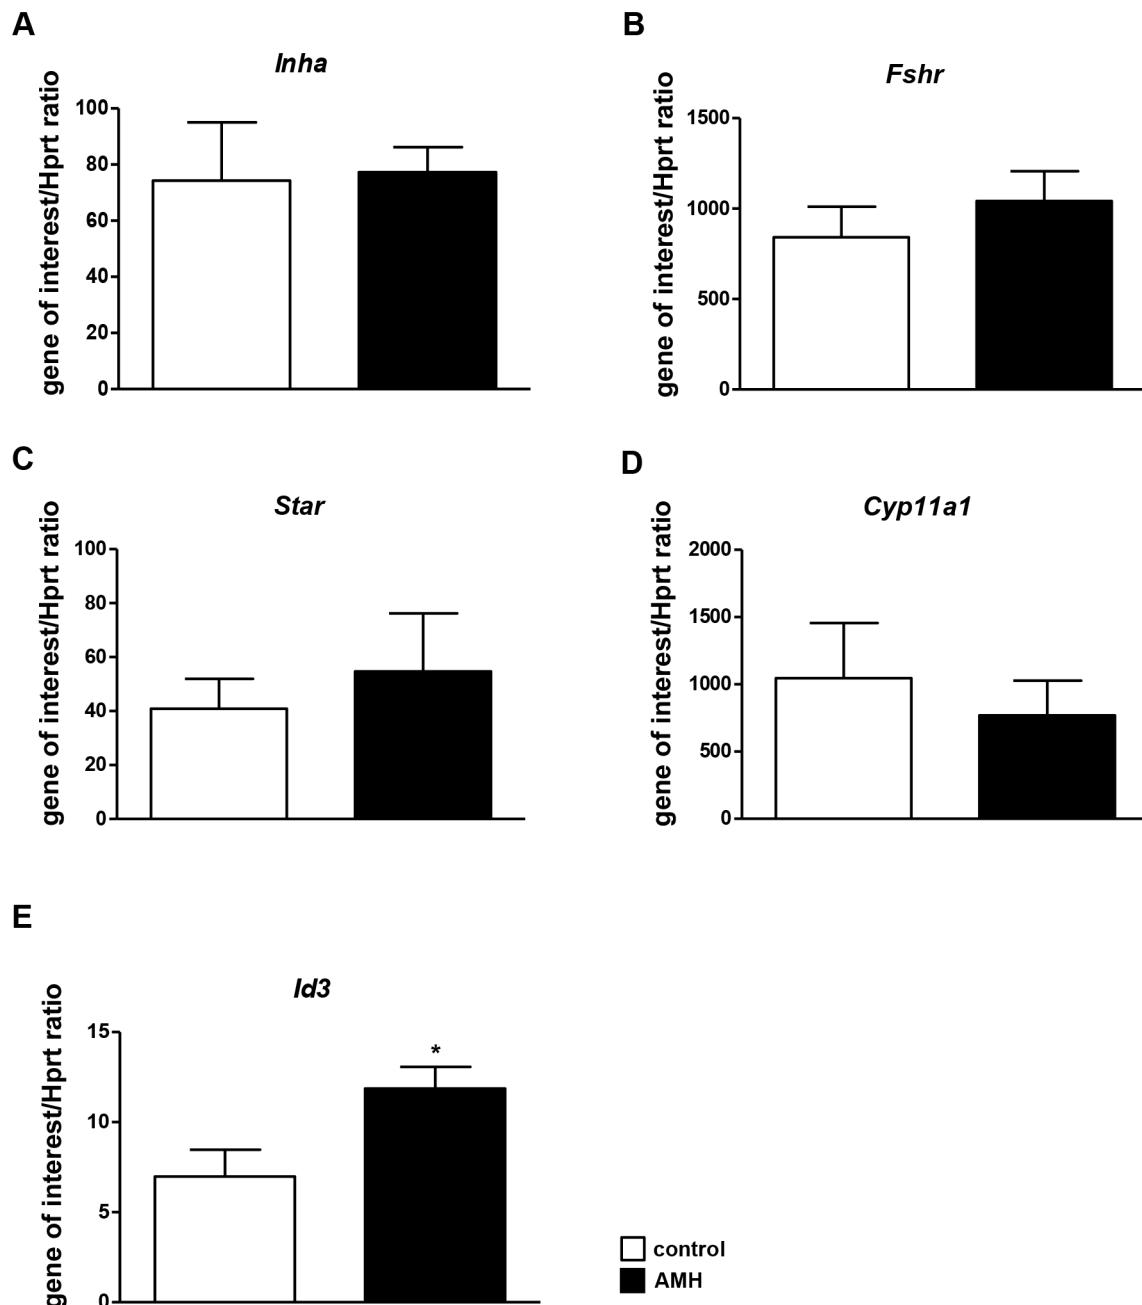 A
Inha
gene of interest/Hprt ratio
100
80
60
40
20
0
B
Fshr
gene of interest/Hprt ratio
1500
1000
500
0
C
Star
gene of interest/Hprt ratio
100
80
60
40
20
0
D
Cyp11a1
gene of interest/Hprt ratio
2000
1500
1000
500
0
E
Id3
gene of interest/Hprt ratio
15
10
5
0
*
control
AMH